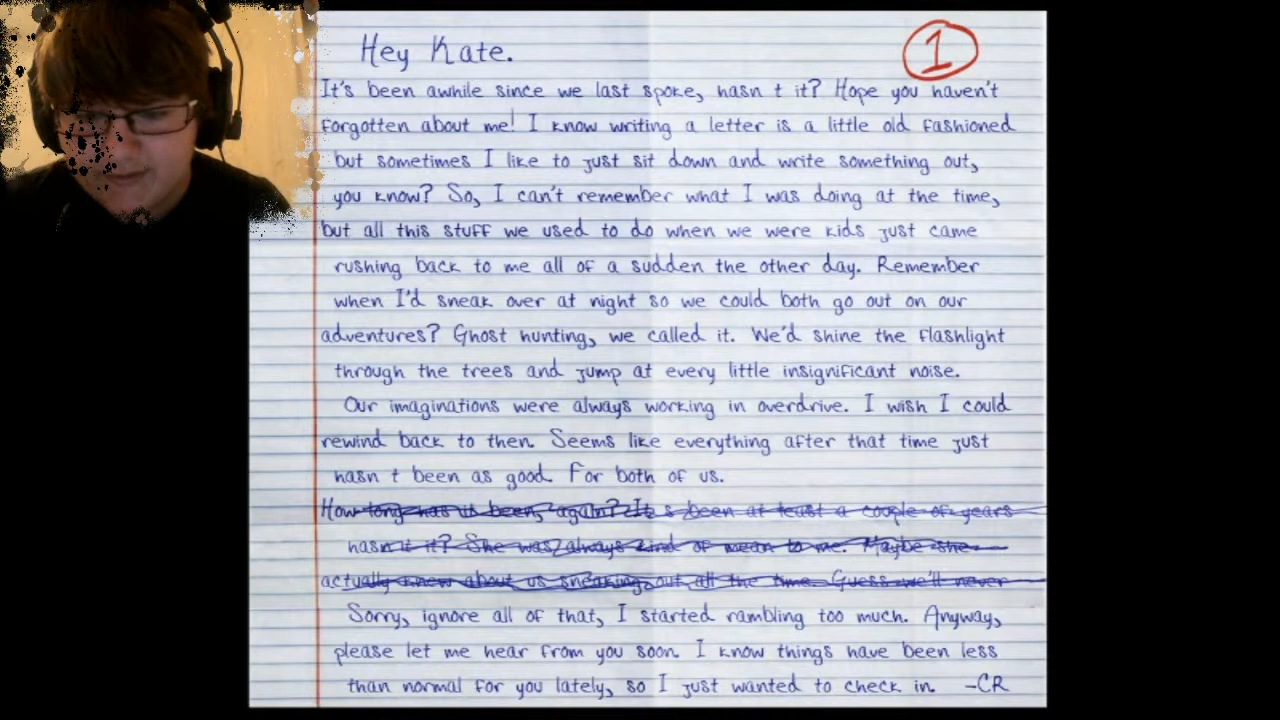 Hey Kate.
1
It's been awhile since we last spoke, hasn t it? Hope you haven't
forgotten about me! I know writing a letter is a little old fashioned
but sometimes I like to just sit down and write something out,
you know? So, I can't remember what I was doing at the time,
but all this stuff we used to do when we were kids just came
rushing back to me all of a sudden the other day. Remember
when I'd sneak over at night so we could both go out on our
adventures? Ghost hunting, we called it. We'd shine the flashlight
through the trees and jump at every little insignificant noise.
Our imaginations were always working in overdrive. I wish I could
rewind back to then. Seems like everything after that time just
hasn t been as good. For both of us.
How long has it been, again? It s been at least a couple of years
hasn't it? She was always kind of mean to me. Maybe she
actually knew about us sneaking out all the time. Guess we'll never
Sorry, ignore all of that, I started rambling too much. Anyway,
please let me hear from you soon. I know things have been less
than normal for you lately, so I just wanted to check in. -CR